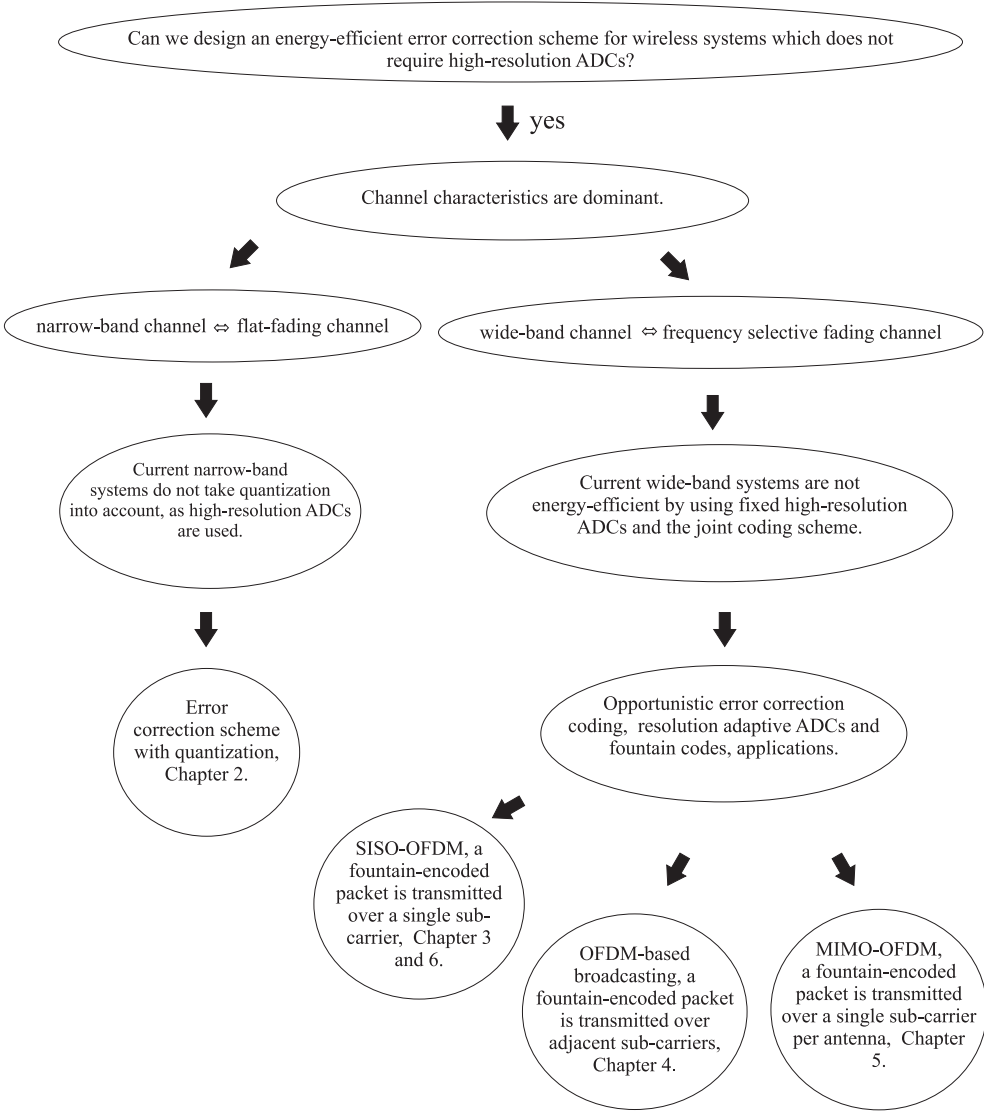 Can we design an energy-efficient error correction scheme for wireless systems which does not
require high-resolution ADCs?
yes
Channel characteristics are dominant.
narrow-band channel ⇔ flat-fading channel
wide-band channel ⇔ frequency selective fading channel
Current narrow-band
systems do not take quantization
into account, as high-resolution ADCs
are used.
Current wide-band systems are not
energy-efficient by using fixed high-resolution
ADCs and the joint coding scheme.
Error
correction scheme
with quantization,
Chapter 2.
Opportunistic error correction
coding, resolution adaptive ADCs and
fountain codes, applications.
SISO-OFDM, a
fountain-encoded
packet is transmitted
over a single sub-
carrier, Chapter 3
and 6.
OFDM-based
broadcasting, a
fountain-encoded packet
is transmitted over
adjacent sub-carriers,
Chapter 4.
MIMO-OFDM,
a fountain-encoded
packet is transmitted
over a single sub-carrier
per antenna, Chapter
5.